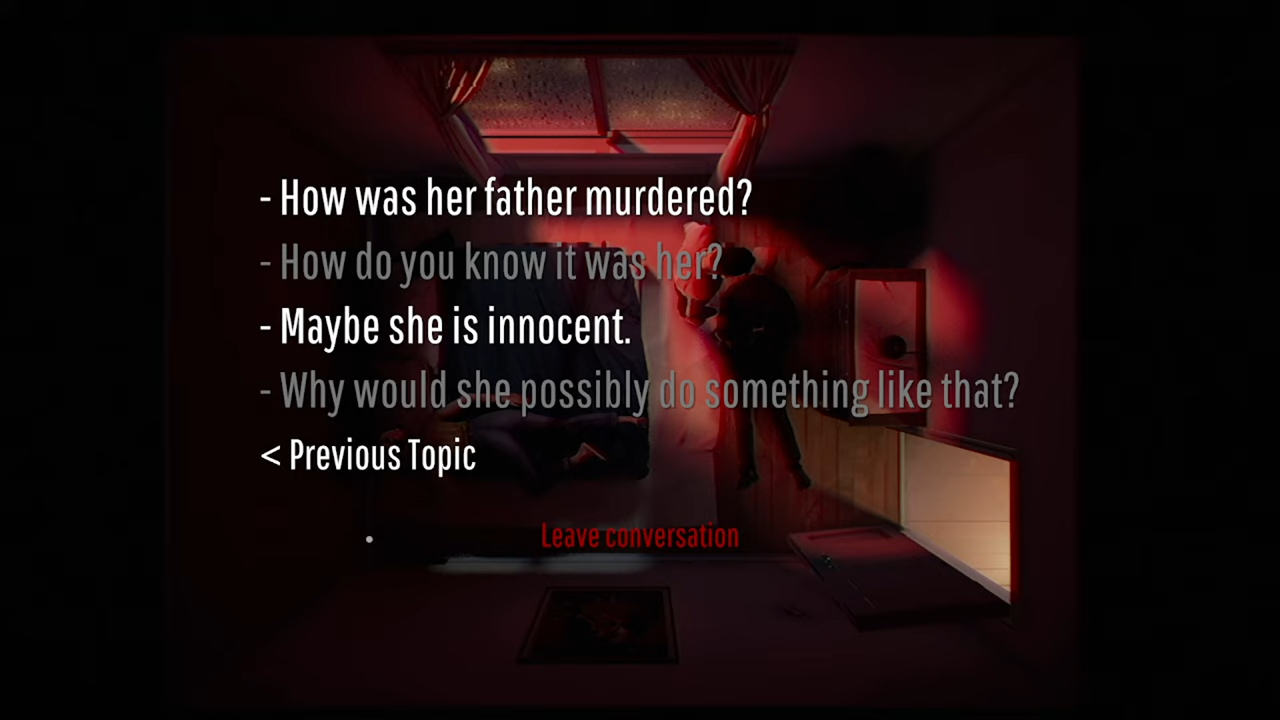 - How was her father murdered?
- How do you know it was her?
- Maybe she is innocent.
- Why would she possibly do something like that?
< Previous Topic
Leave conversation